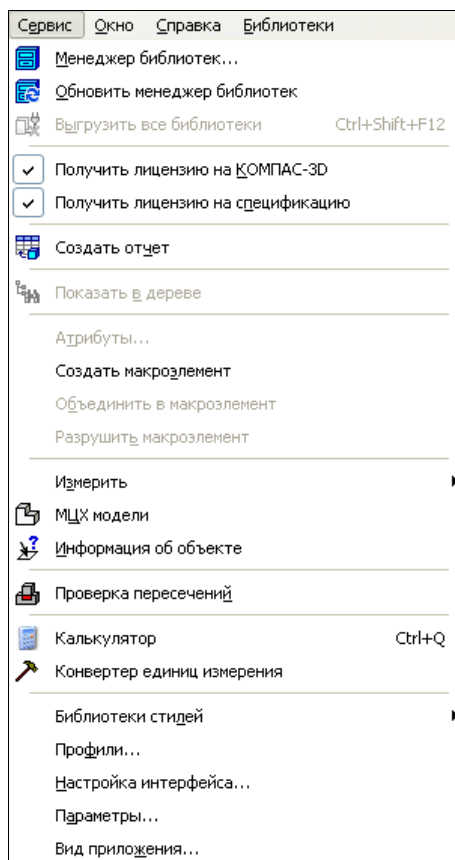 Сервис Окно Справка Библиотеки
Менеджер библиотек...
Обновить менеджер библиотек
Выгрузить все библиотеки Ctrl+Shift+F12
Получить лицензию на КОМПАС-3D
Получить лицензию на спецификацию
Создать отчет
Показать в дереве
Атрибуты...
Создать макроэлемент
Объединить в макроэлемент
Разрушить макроэлемент
Измерить
МЦХ модели
Информация об объекте
Проверка пересечений
Калькулятор Ctrl+Q
Конвертер единиц измерения
Библиотеки стилей
Профили...
Настройка интерфейса...
Параметры...
Вид приложения...